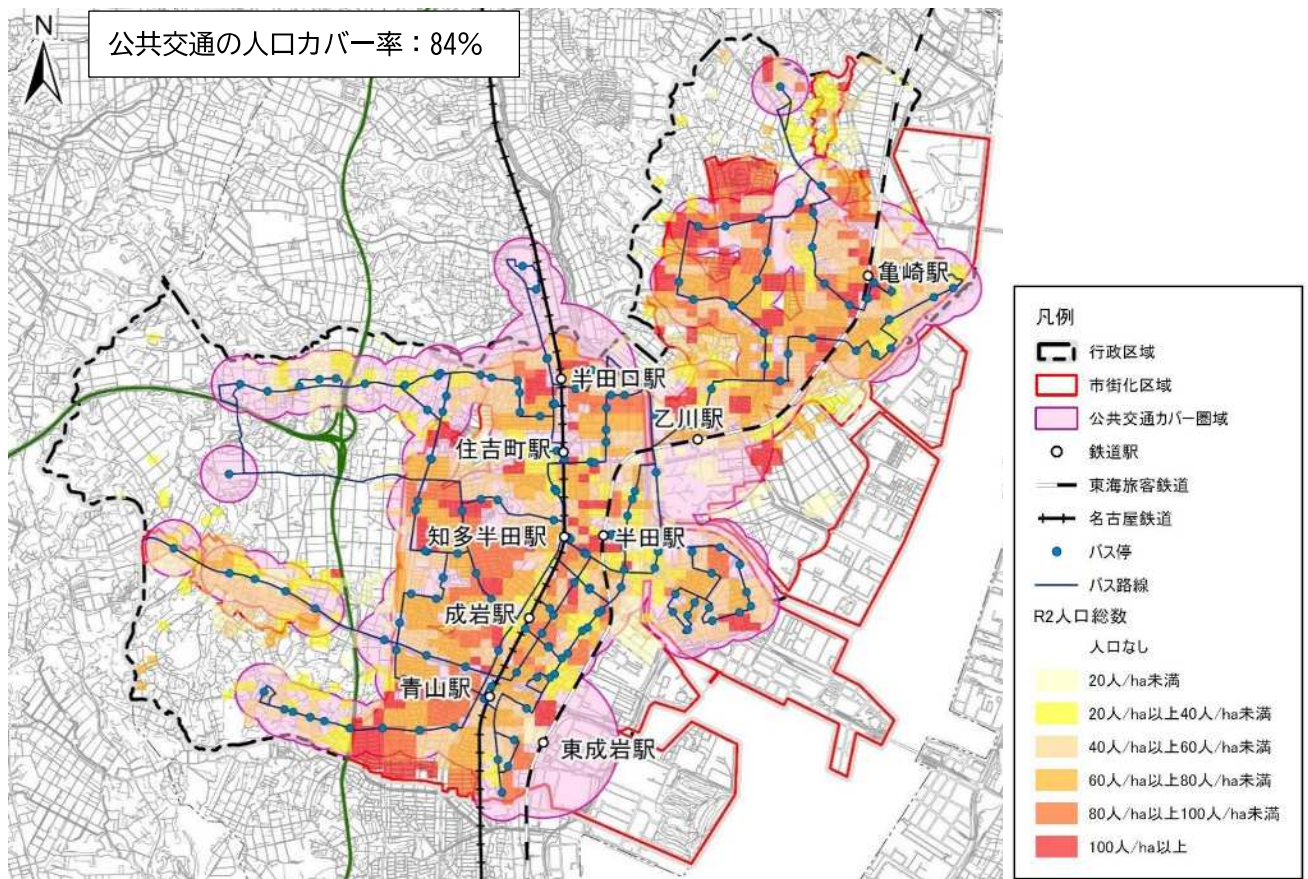 公共交通の人口カバー率：84%
N
亀崎駅
半田口駅
乙川駅
住吉町駅
知多半田駅
半田駅
成岩駅
青山駅
東成岩駅
凡例
行政区域
市街化区域
公共交通カバー圏域
鉄道駅
東海旅客鉄道
名古屋鉄道
バス停
バス路線
R2人口総数
人口なし
20人/ha未満
20人/ha以上40人/ha未満
40人/ha以上60人/ha未満
60人/ha以上80人/ha未満
80人/ha以上100人/ha未満
100人/ha以上